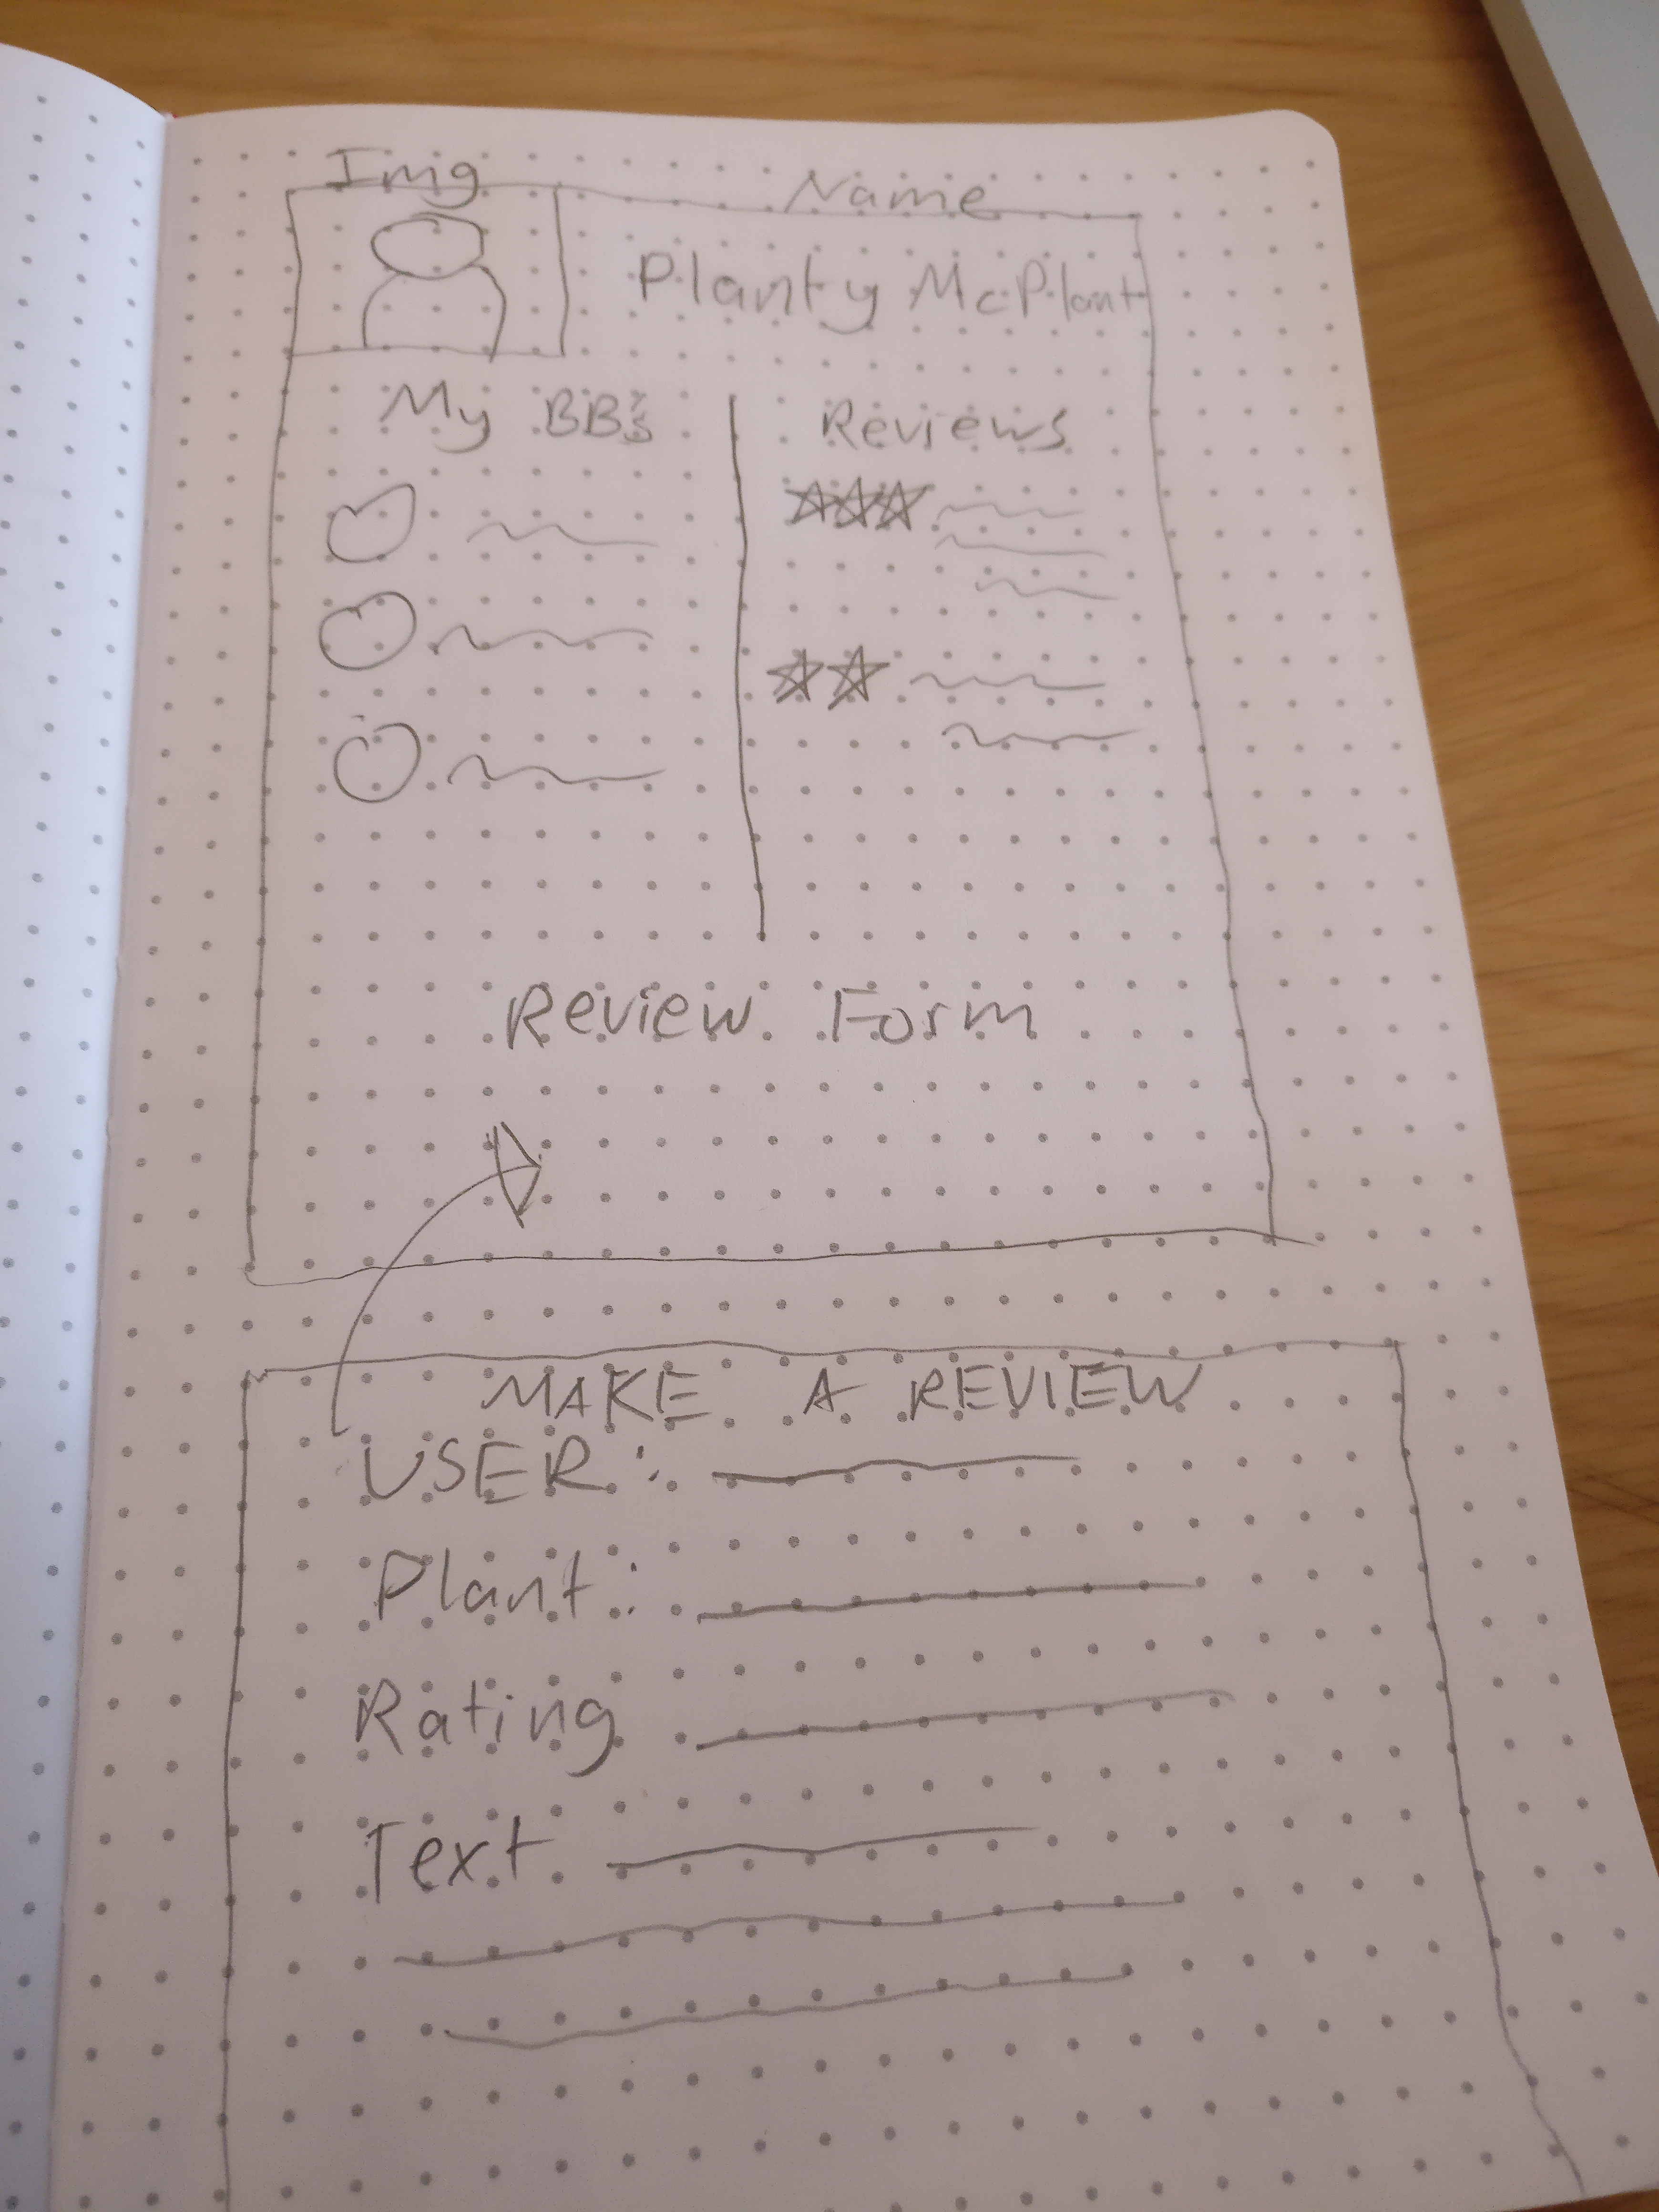 Img Name
Planty McPlant
My BB's Reviews
Review Form
MAKE A REVIEW
USER:
Plant:
Rating
Text